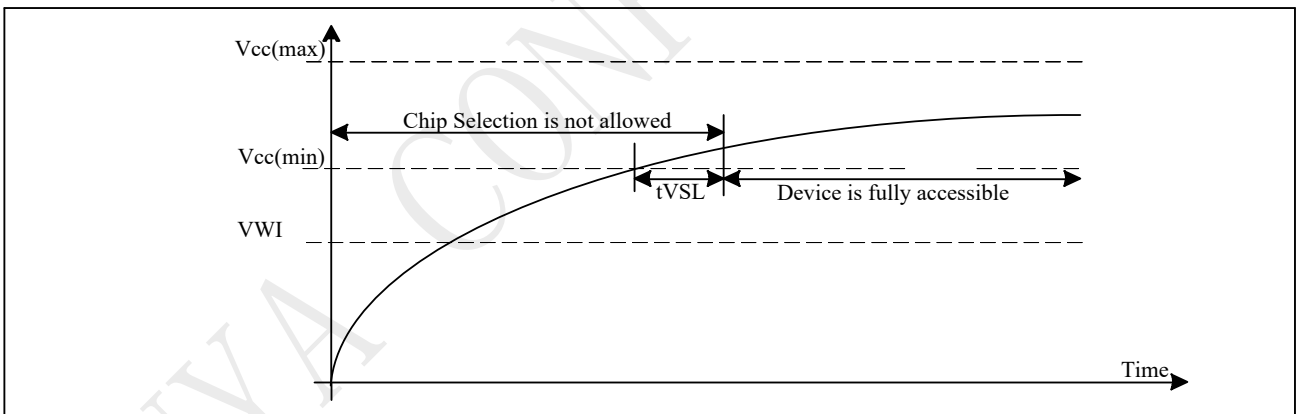 Vcc(max)
Chip Selection is not allowed
Vcc(min)
tVSL
Device is fully accessible
VWI
Time